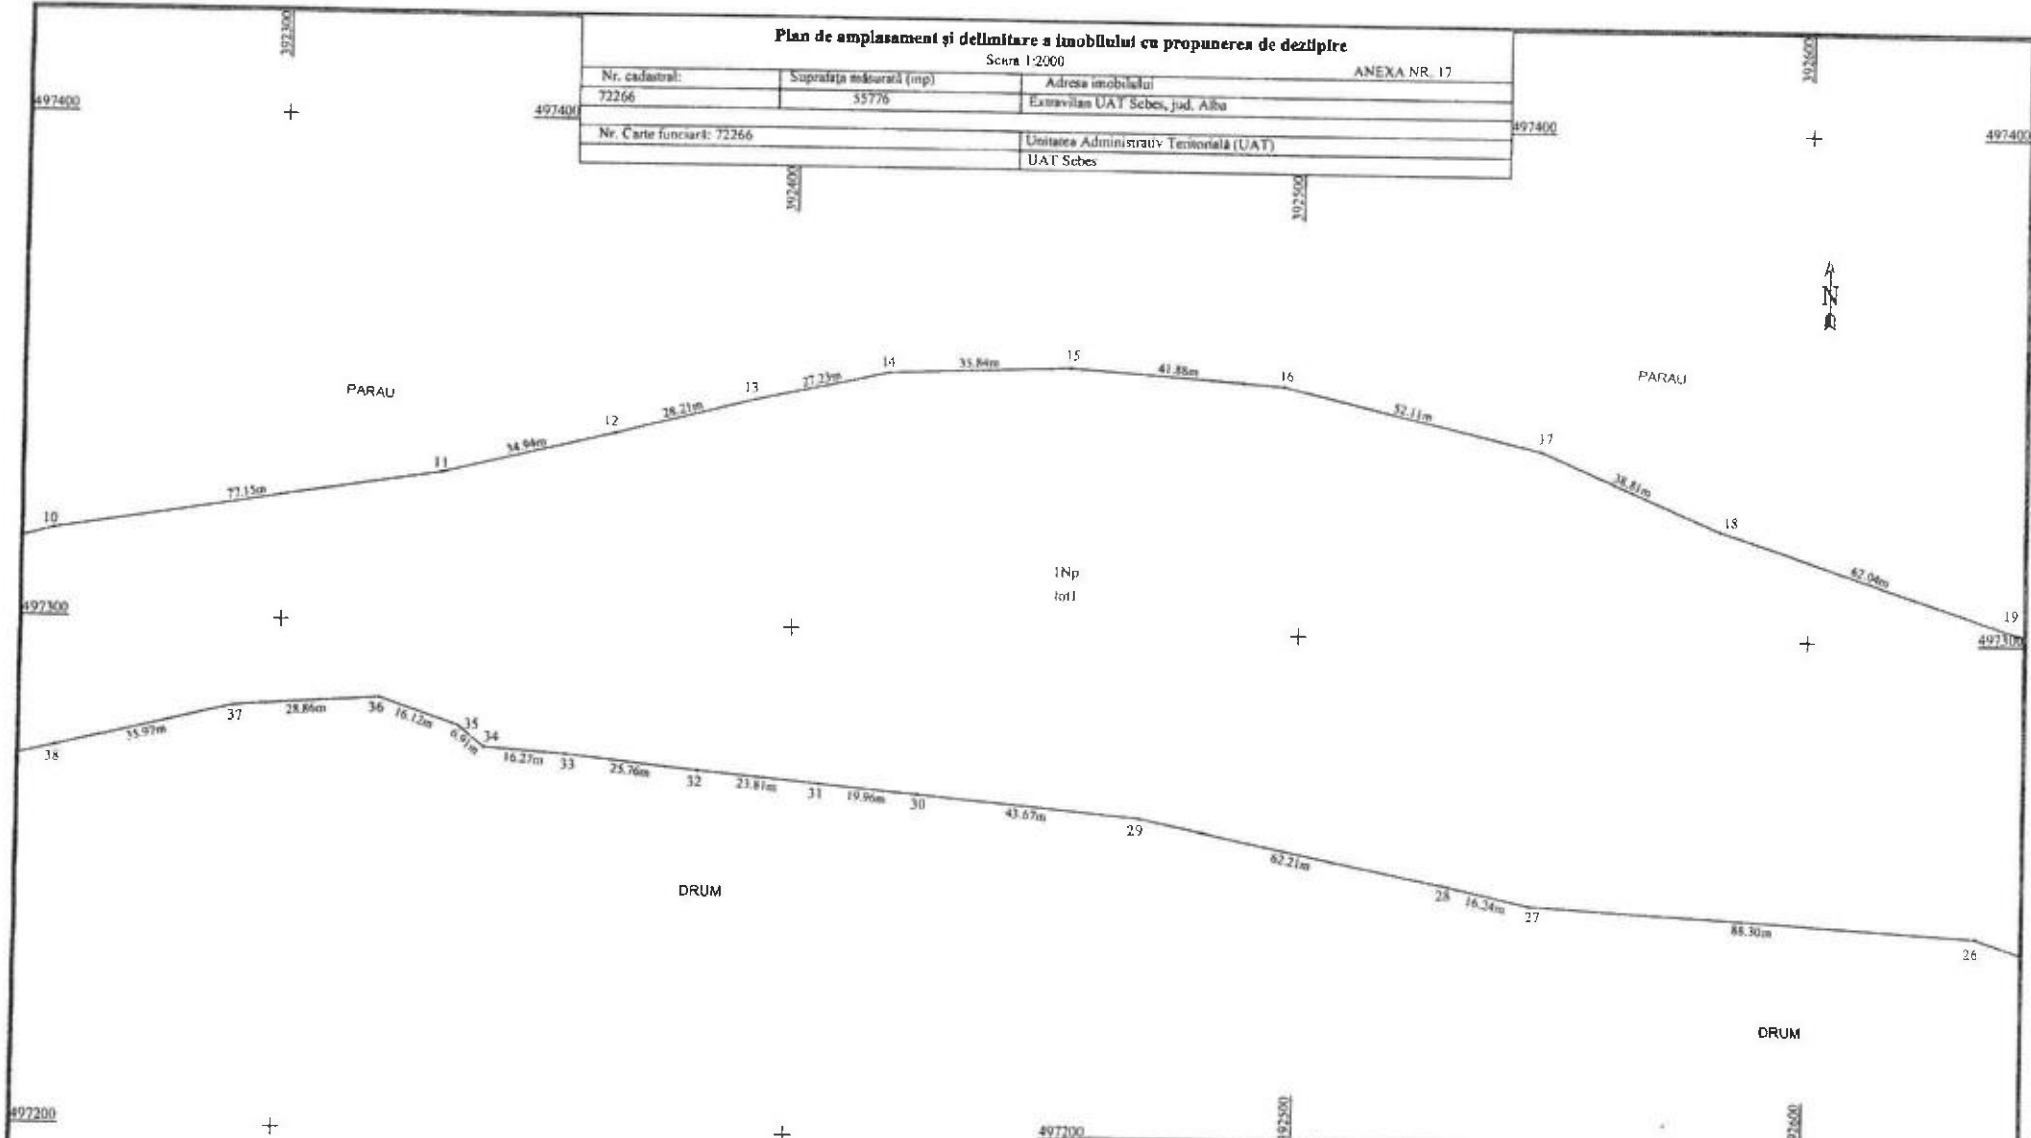 392300
Plan de amplasament și delimitare a imobilului cu propunerea de dezlipire
Scara 1:2000
ANEXA NR. 17
392600
Nr. cadastral: Suprafața măsurată (mp) Adresa imobilului
72266 55776 Extravilan UAT Sebes, jud. Alba
Nr. Carte funciară: 72266 Unitatea Administrativ Teritorială (UAT)
UAT Sebes
497400 497400 497400 497400
392400 392500
N
PARAU PARAU
10 77.15m 11 34.94m 12 28.21m 13 27.23m 14 35.84m 15 41.88m 16 52.11m 17 38.81m 18 62.04m 19
1Np
lot1
497300 497300
38 35.97m 37 28.86m 36 16.12m 35 6.91m 34 16.27m 33 25.76m 32 23.81m 31 19.96m 30 43.67m 29 62.21m 28 16.24m 27 88.30m 26
DRUM
DRUM
497200 497200
392500 392600